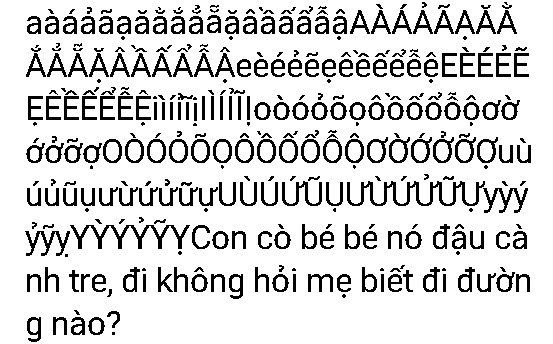 aàáảãạăằắẳẵặâầấẩẫậAÀÁẢÃẠĂẰ
ẮẲẴẶÂẦẤẨẪẬeèéẻẽẹêềếểễệEÈÉẺẼ
ẸÊỀẾỂỄỆiìíỉĩịIÌÍỈĨỊoòóỏõọôồốổỗộơờ
ớởỡợOÒÓỎÕỌÔỒỐỔỖỘƠỜỚỞỠỢuù
úủũụưừứửữựUÙÚỨŨỤƯỪỨỬỮỰyỳý
ỷỹỵYỲÝỶỸỴCon cò bé bé nó đậu cà
nh tre, đi không hỏi mẹ biết đi đườn
g nào?